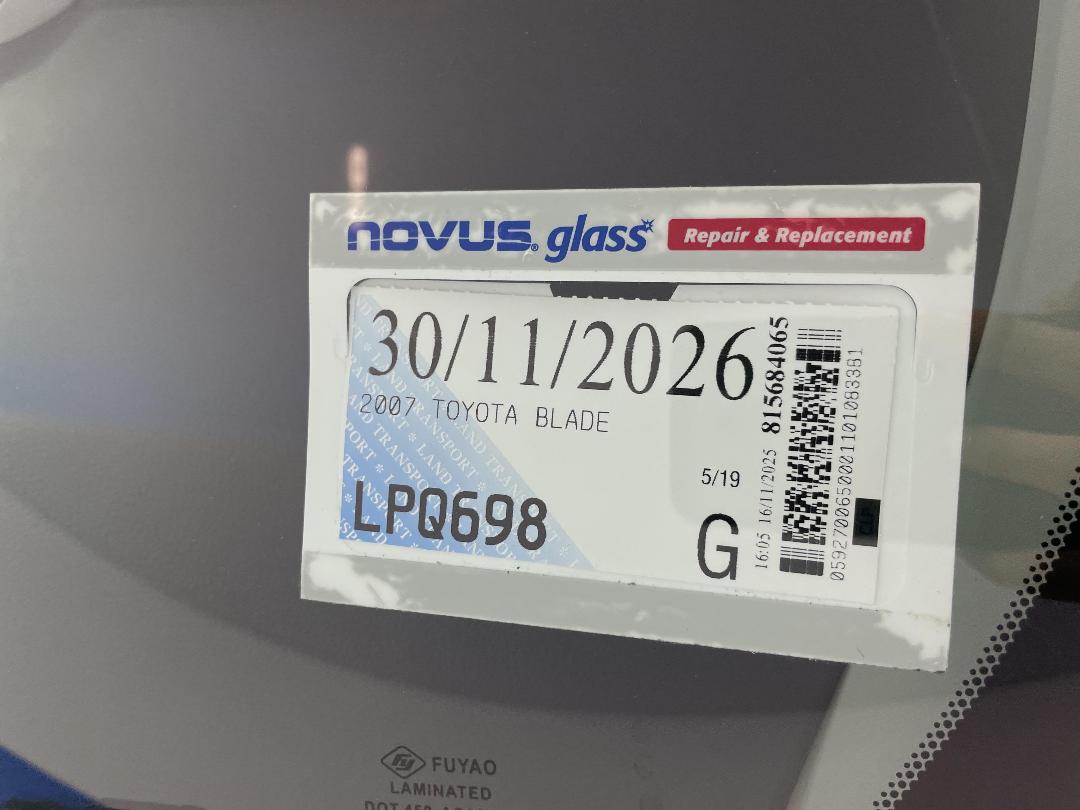 novus® glass Repair & Replacement
30/11/2026
2007 TOYOTA BLADE
LPQ698
5/19
G
16:05 16/11/2025 815684065
FUYAO
LAMINATED